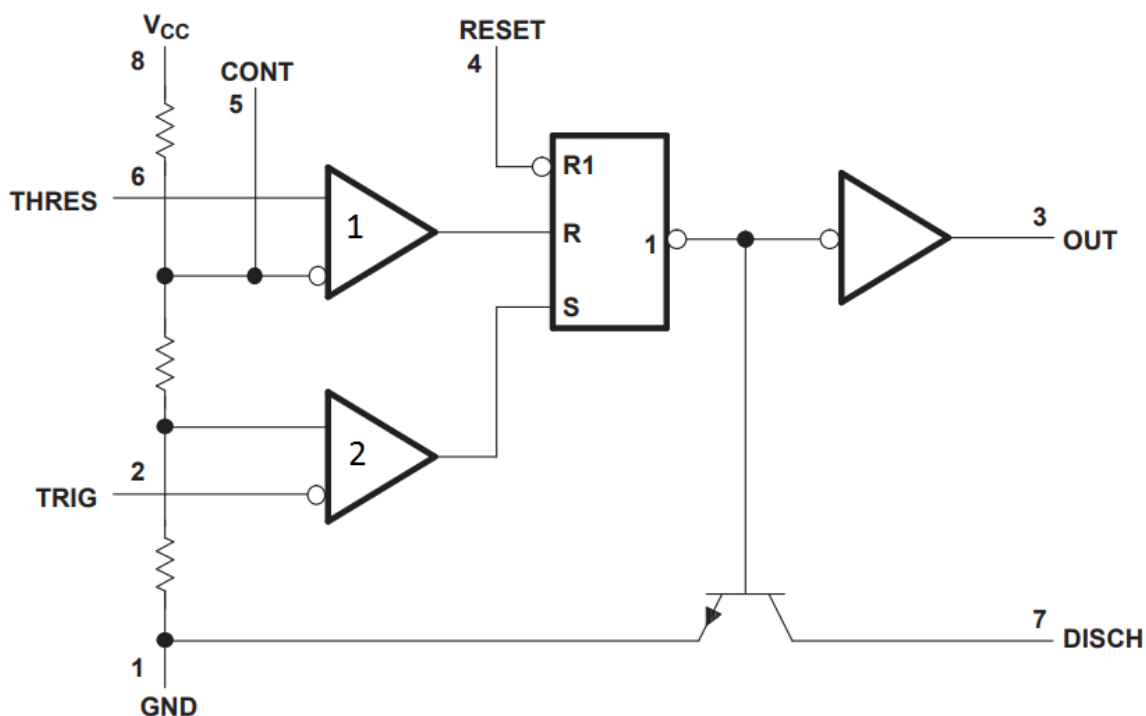 VCC
8
RESET
4
CONT
5
6
THRES
1
R1
R
1
S
3
OUT
2
2
TRIG
7
DISCH
1
GND